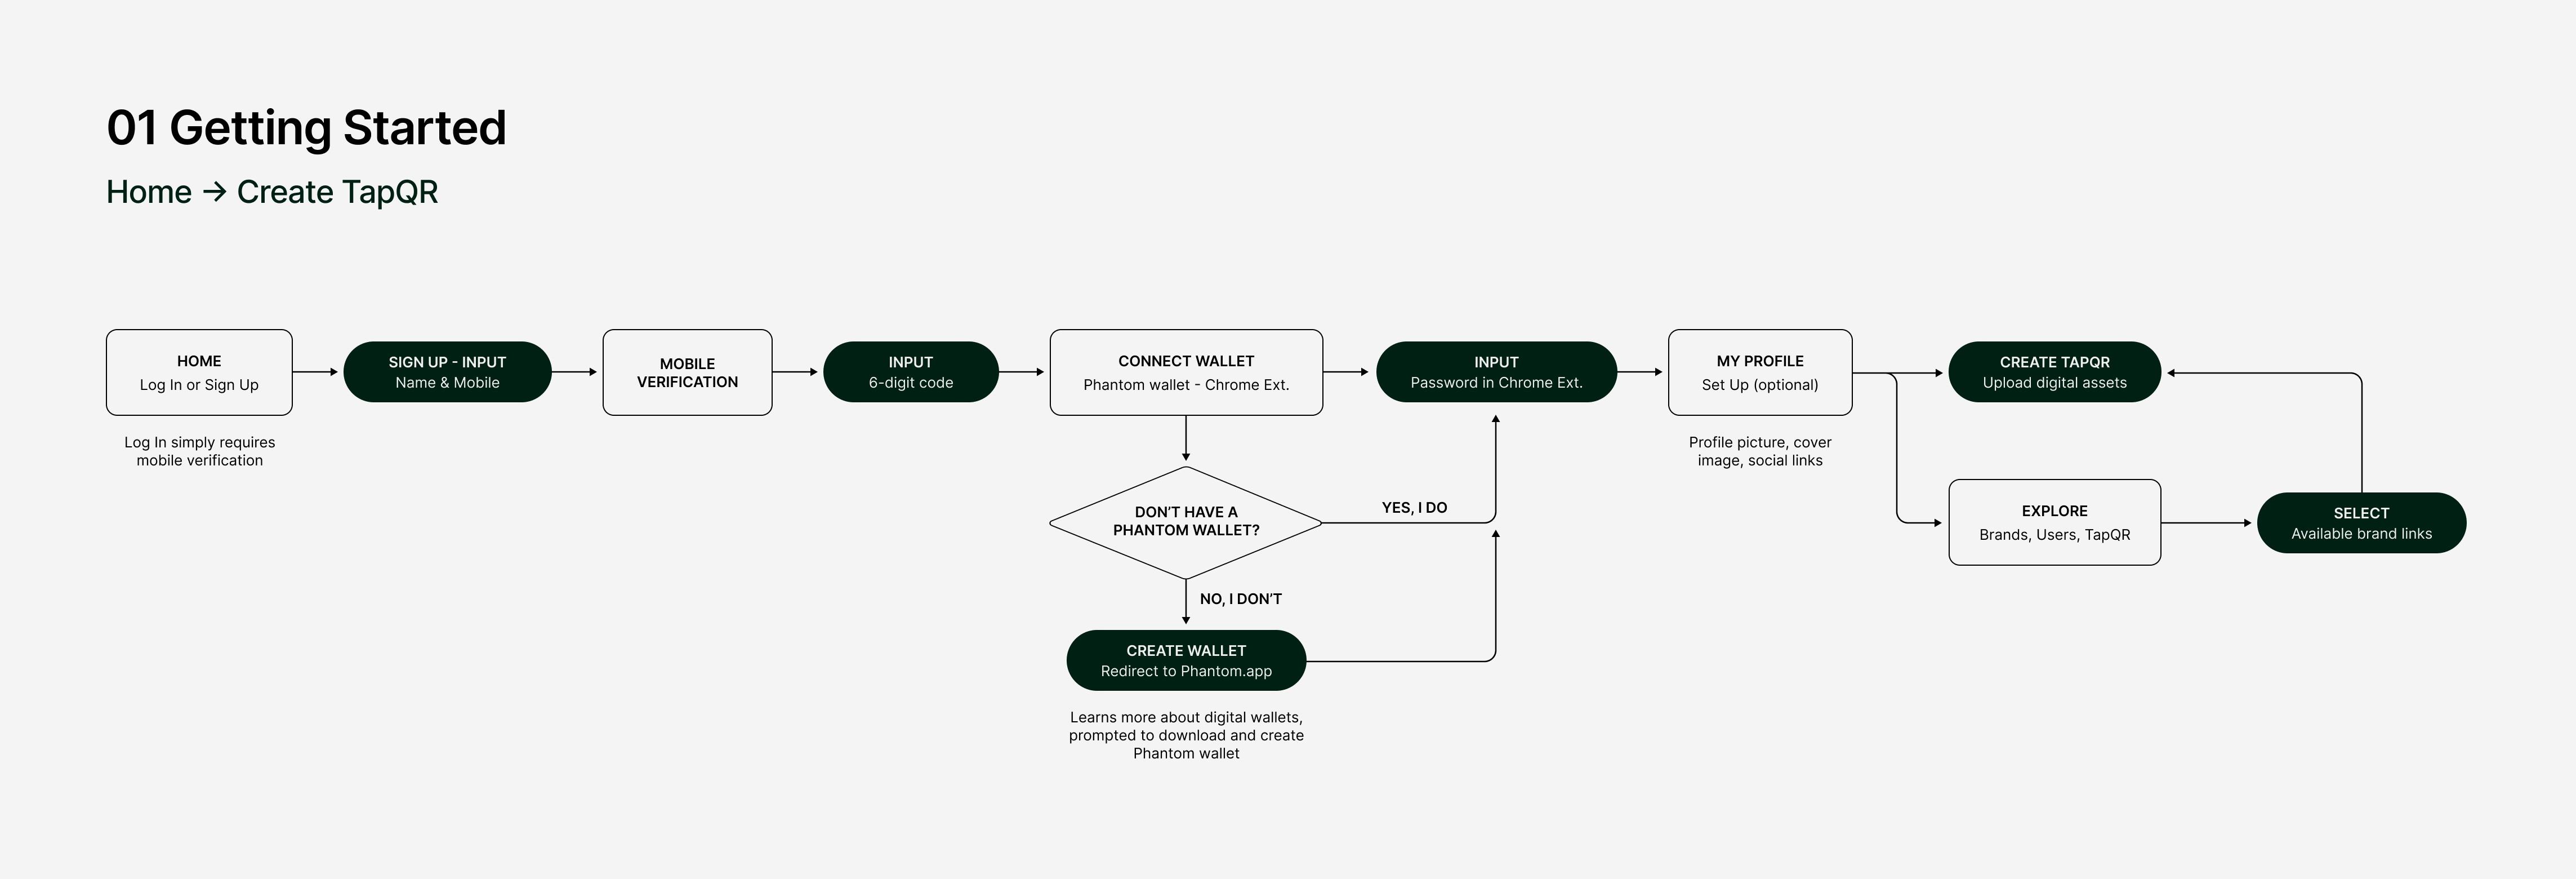 01 Getting Started
Home → Create TapQR
HOME
Log In or Sign Up
Log In simply requires
mobile verification
SIGN UP - INPUT
Name & Mobile
MOBILE
VERIFICATION
INPUT
6-digit code
CONNECT WALLET
Phantom wallet - Chrome Ext.
DON’T HAVE A
PHANTOM WALLET?
YES, I DO
NO, I DON’T
CREATE WALLET
Redirect to Phantom.app
Learns more about digital wallets,
prompted to download and create
Phantom wallet
INPUT
Password in Chrome Ext.
MY PROFILE
Set Up (optional)
Profile picture, cover
image, social links
CREATE TAPQR
Upload digital assets
EXPLORE
Brands, Users, TapQR
SELECT
Available brand links